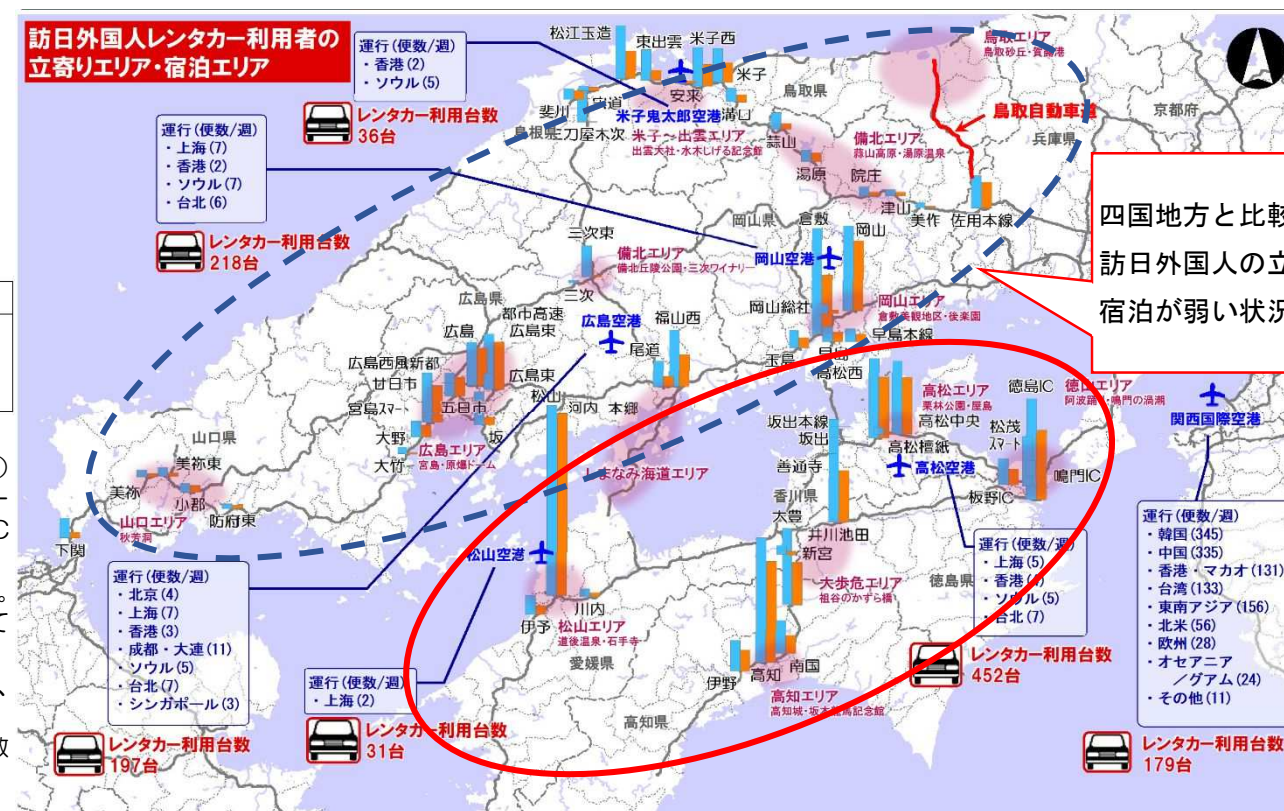 訪日外国人レンタカー利用者の
立寄りエリア・宿泊エリア
運行(便数/週)
・香港(2)
・ソウル(5)
レンタカー利用台数
36台
運行(便数/週)
・上海(7)
・香港(2)
・ソウル(7)
・台北(6)
レンタカー利用台数
218台
松江玉造
東出雲
米子西
米子
安来
溝口
斐川
宍道
三刀屋木次
島根県
米子鬼太郎空港
米子～出雲エリア
出雲大社・水木しげる記念館
鳥取エリア
鳥取自動車道
鳥取県
兵庫県
京都府
蒜山
備北エリア
蒜山高原・湯原温泉
湯原
院庄
津山
美作
佐用本線
岡山県
倉敷
岡山
岡山空港
岡山総社
岡山エリア
倉敷美観地区・後楽園
玉島
早島
早島本線
三次東
備北エリア
備北丘陵公園・三次ワイナリー
三次
広島県
都市高速
広島東
広島
広島空港
福山西
尾道
広島西風新都
廿日市
広島東
宮島スマート
五日市
河内
本郷
大野
坂
大竹
広島エリア
宮島・原爆ドーム
山口県
美祢東
美祢
小郡
防府東
山口エリア
秋芳洞
下関
四国地方と比較
訪日外国人の立
宿泊が弱い状況
しまなみ海道エリア
松山
松山空港
川内
伊予
松山エリア
道後温泉・石手寺
愛媛県
高松西
高松エリア
栗林公園・屋島
高松中央
高松檀紙
高松空港
坂出本線
坂出
善通寺
香川県
大豊
井川池田
新宮
大歩危エリア
祖谷のかずら橋
徳島県
徳島IC
徳島エリア
阿波踊り・鳴門の渦潮
松茂
スマート
鳴門IC
板野IC
伊野
高知
南国
高知エリア
高知城・坂本龍馬記念館
高知県
運行(便数/週)
・上海(5)
・香港
・ソウル(5)
・台北(7)
レンタカー利用台数
452台
運行(便数/週)
・北京(4)
・上海(7)
・香港(3)
・成都・大連(11)
・ソウル(5)
・台北(7)
・シンガポール(3)
レンタカー利用台数
197台
運行(便数/週)
・上海(2)
レンタカー利用台数
31台
関西国際空港
運行(便数/週)
・韓国(345)
・中国(335)
・香港・マカオ(131)
・台湾(133)
・東南アジア(156)
・北米(56)
・欧州(28)
・オセアニア
／グアム(24)
・その他(11)
レンタカー利用台数
179台
C
。
て
、
数